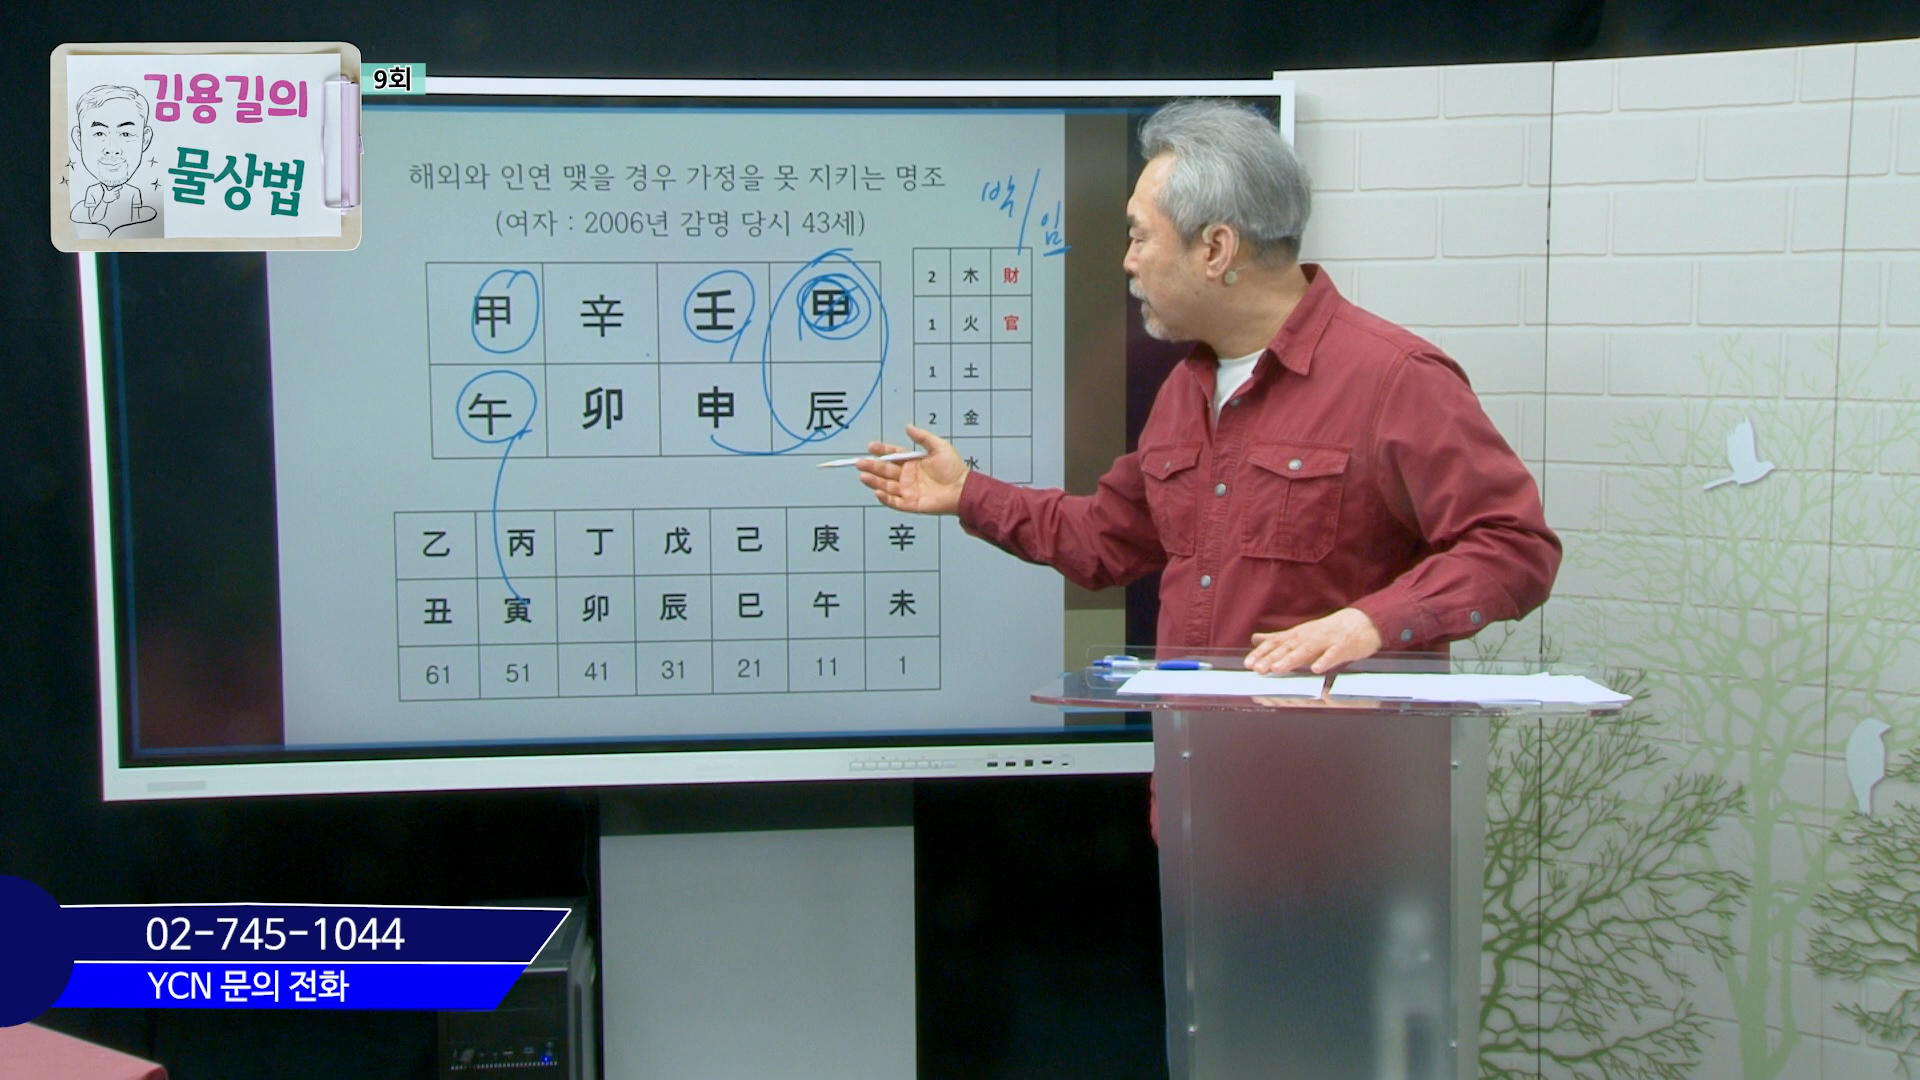 김용길의
물상법
9회
해외와 인연 맺을 경우 가정을 못 지키는 명조
(여자 : 2006년 감명 당시 43세)
박/임
甲 辛 壬 甲
午 卯 申 辰
2 木 財
1 火 官
1 土
2 金
水
乙 丙 丁 戊 己 庚 辛
丑 寅 卯 辰 巳 午 未
61 51 41 31 21 11 1
02-745-1044
YCN 문의 전화